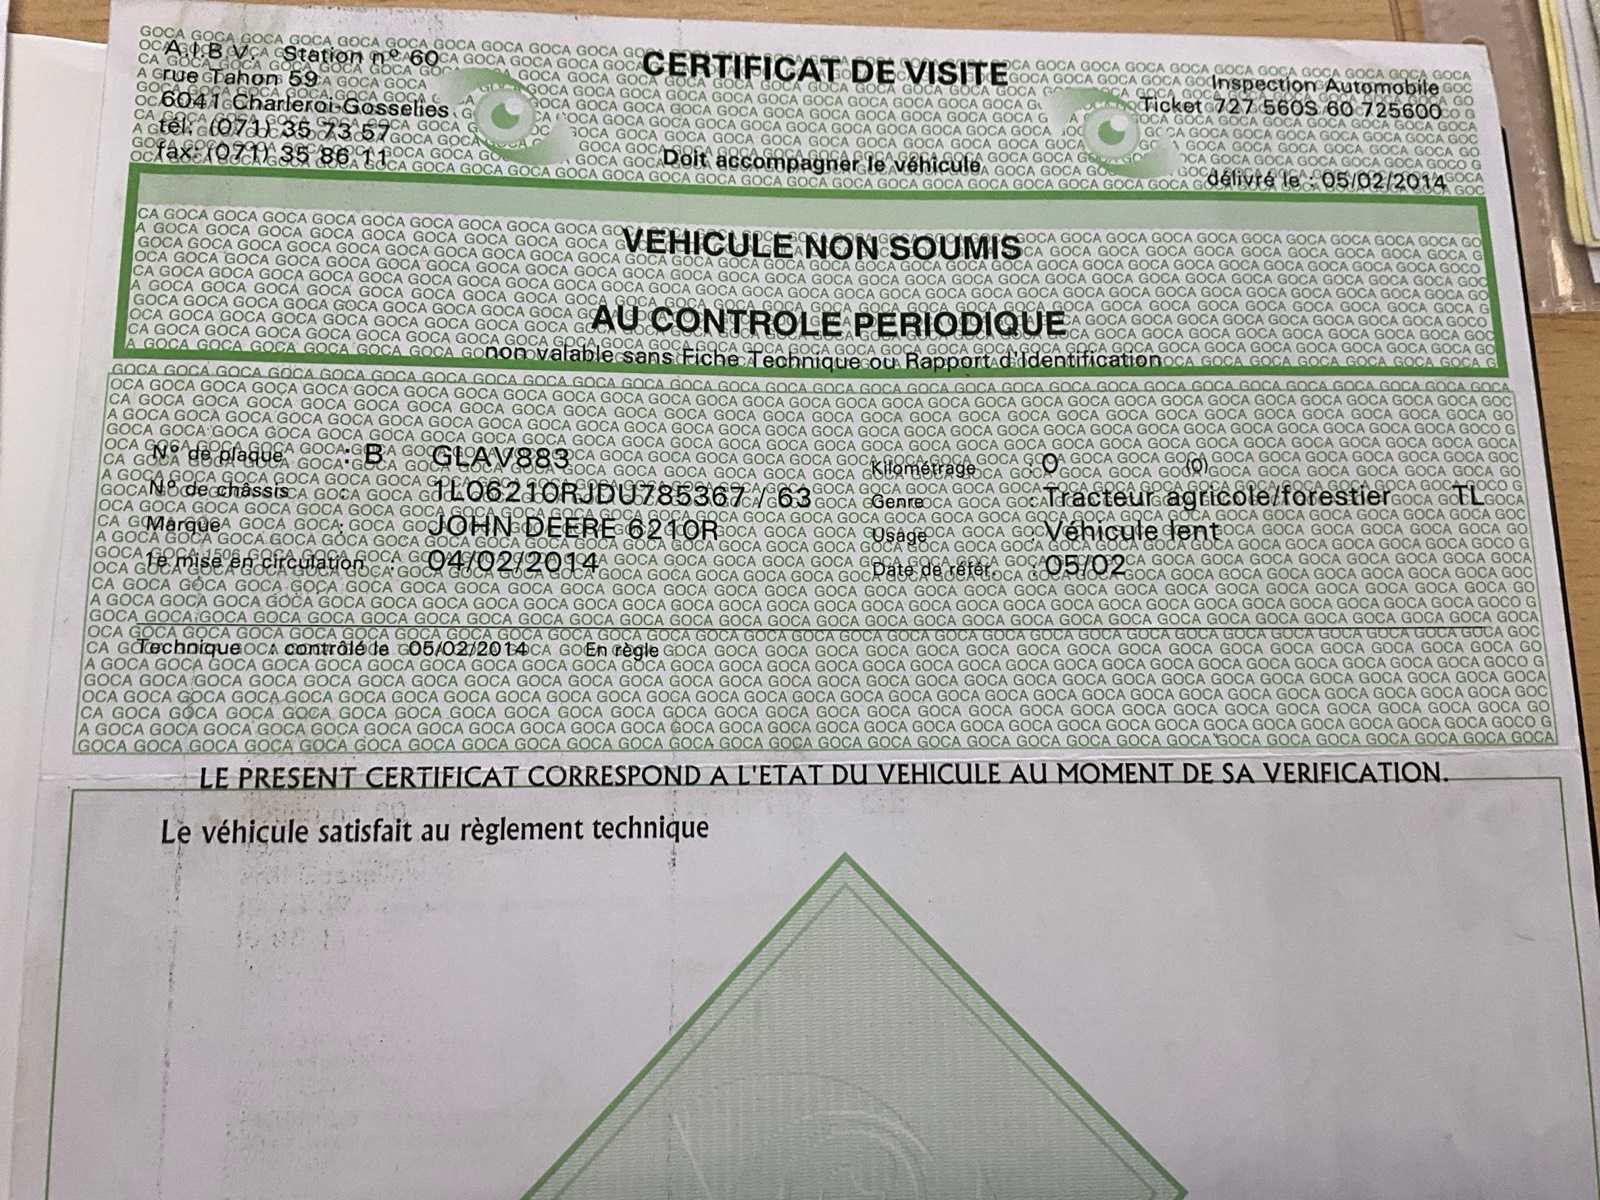 A.I.B.V. Station n° 60
rue Tahon 59
6041 Charleroi-Gosselies
tél: (071) 35 73 57
fax: (071) 35 86 11
CERTIFICAT DE VISITE
Doit accompagner le véhicule
Inspection Automobile
Ticket 727 560S 60 725600
délivré le : 05/02/2014
VEHICULE NON SOUMIS
AU CONTROLE PERIODIQUE
non valable sans Fiche Technique ou Rapport d'Identification
N° de plaque : B GLAV883
N° de châssis : 1L06210RJDU785367 / 63
Marque : JOHN DEERE 6210R
1e mise en circulation : 04/02/2014
Kilométrage : 0 (0)
Genre : Tracteur agricole/forestier TL
Usage : Véhicule lent
Date de référ. : 05/02
Technique : contrôlé le 05/02/2014 En règle
LE PRESENT CERTIFICAT CORRESPOND A L'ETAT DU VEHICULE AU MOMENT DE SA VERIFICATION.
Le véhicule satisfait au règlement technique